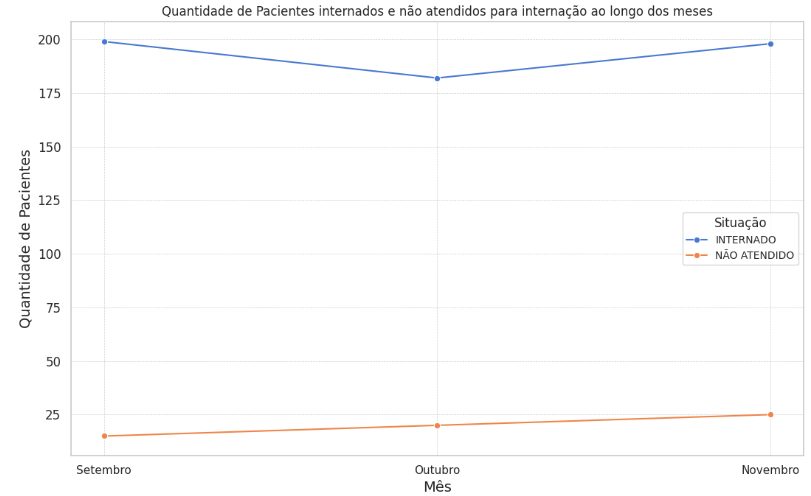 Quantidade de Pacientes internados e não atendidos para internação ao longo dos meses
Quantidade de Pacientes
200
175
150
125
100
75
50
25
Situação
INTERNADO
NÃO ATENDIDO
Setembro
Outubro
Novembro
Mês